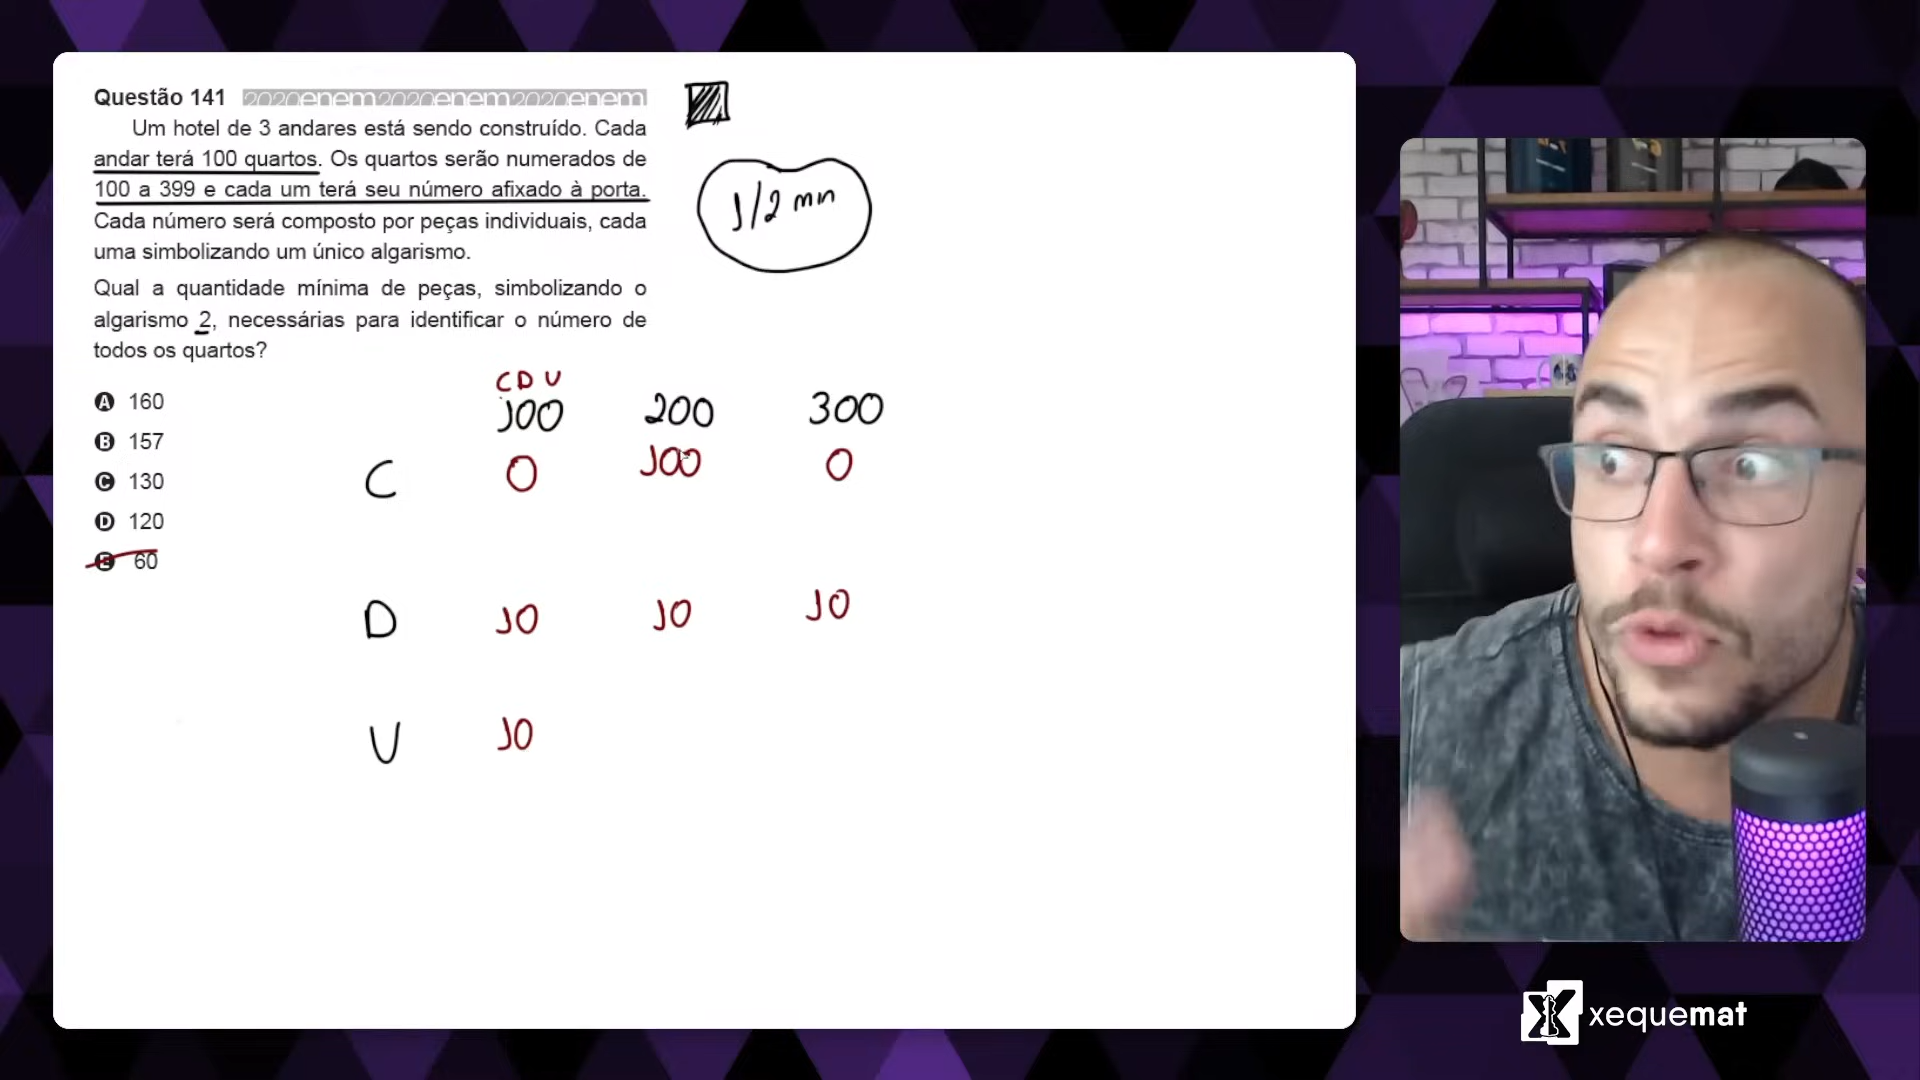 Questão 141 2020enem2020enem2020enem
Um hotel de 3 andares está sendo construído. Cada
andar terá 100 quartos. Os quartos serão numerados de
100 a 399 e cada um terá seu número afixado à porta.
Cada número será composto por peças individuais, cada
uma simbolizando um único algarismo.
Qual a quantidade mínima de peças, simbolizando o
algarismo 2, necessárias para identificar o número de
todos os quartos?
A 160
B 157
C 130
D 120
E 60
1/2 min
C D U
100 200 300
C 0 100 0
D 10 10 10
U 10
xequemat